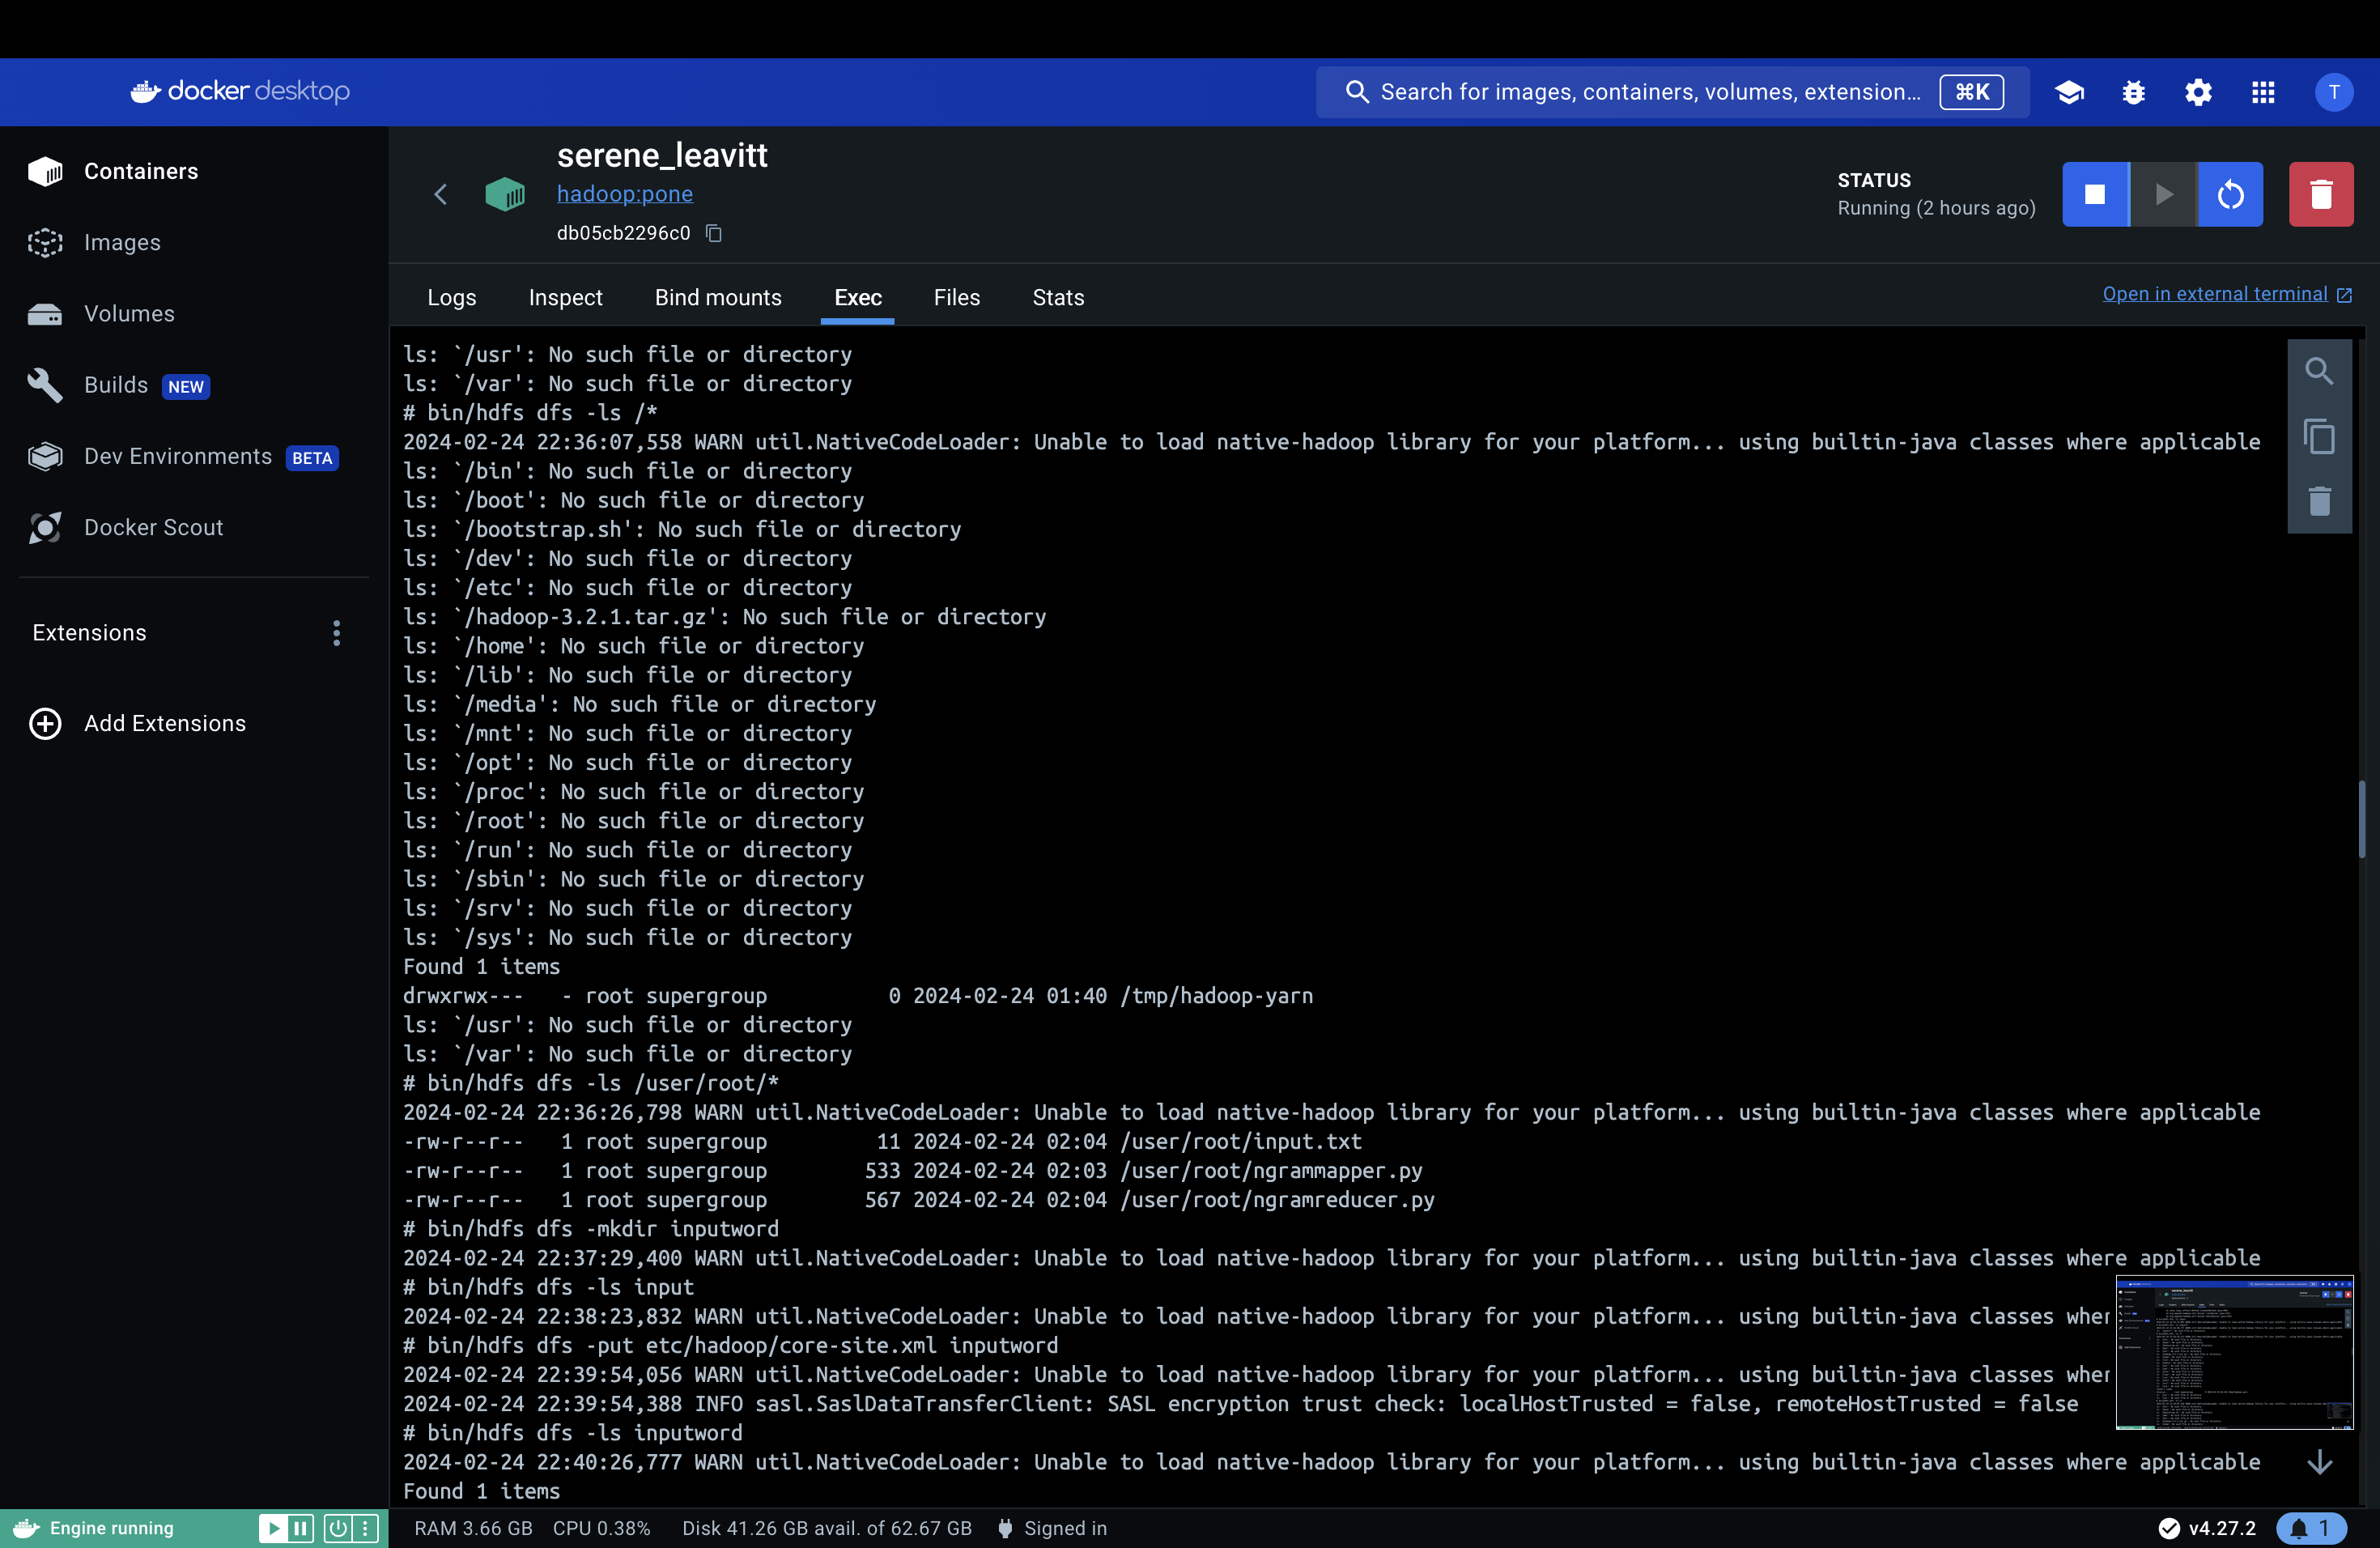 docker desktop
Search for images, containers, volumes, extension...
⌘K
T
Containers
Images
Volumes
Builds NEW
Dev Environments BETA
Docker Scout
Extensions
Add Extensions
serene_leavitt
hadoop:pone
db05cb2296c0
STATUS
Running (2 hours ago)
Logs Inspect Bind mounts Exec Files Stats
Open in external terminal
ls: `/usr': No such file or directory
ls: `/var': No such file or directory
# bin/hdfs dfs -ls /*
2024-02-24 22:36:07,558 WARN util.NativeCodeLoader: Unable to load native-hadoop library for your platform... using builtin-java classes where applicable
ls: `/bin': No such file or directory
ls: `/boot': No such file or directory
ls: `/bootstrap.sh': No such file or directory
ls: `/dev': No such file or directory
ls: `/etc': No such file or directory
ls: `/hadoop-3.2.1.tar.gz': No such file or directory
ls: `/home': No such file or directory
ls: `/lib': No such file or directory
ls: `/media': No such file or directory
ls: `/mnt': No such file or directory
ls: `/opt': No such file or directory
ls: `/proc': No such file or directory
ls: `/root': No such file or directory
ls: `/run': No such file or directory
ls: `/sbin': No such file or directory
ls: `/srv': No such file or directory
ls: `/sys': No such file or directory
Found 1 items
drwxrwx---   - root supergroup          0 2024-02-24 01:40 /tmp/hadoop-yarn
ls: `/usr': No such file or directory
ls: `/var': No such file or directory
# bin/hdfs dfs -ls /user/root/*
2024-02-24 22:36:26,798 WARN util.NativeCodeLoader: Unable to load native-hadoop library for your platform... using builtin-java classes where applicable
-rw-r--r--   1 root supergroup         11 2024-02-24 02:04 /user/root/input.txt
-rw-r--r--   1 root supergroup        533 2024-02-24 02:03 /user/root/ngrammapper.py
-rw-r--r--   1 root supergroup        567 2024-02-24 02:04 /user/root/ngramreducer.py
# bin/hdfs dfs -mkdir inputword
2024-02-24 22:37:29,400 WARN util.NativeCodeLoader: Unable to load native-hadoop library for your platform... using builtin-java classes where applicable
# bin/hdfs dfs -ls input
2024-02-24 22:38:23,832 WARN util.NativeCodeLoader: Unable to load native-hadoop library for your platform... using builtin-java classes wher
# bin/hdfs dfs -put etc/hadoop/core-site.xml inputword
2024-02-24 22:39:54,056 WARN util.NativeCodeLoader: Unable to load native-hadoop library for your platform... using builtin-java classes wher
2024-02-24 22:39:54,388 INFO sasl.SaslDataTransferClient: SASL encryption trust check: localHostTrusted = false, remoteHostTrusted = false
# bin/hdfs dfs -ls inputword
2024-02-24 22:40:26,777 WARN util.NativeCodeLoader: Unable to load native-hadoop library for your platform... using builtin-java classes where applicable
Found 1 items
Engine running
RAM 3.66 GB CPU 0.38% Disk 41.26 GB avail. of 62.67 GB Signed in
v4.27.2
1